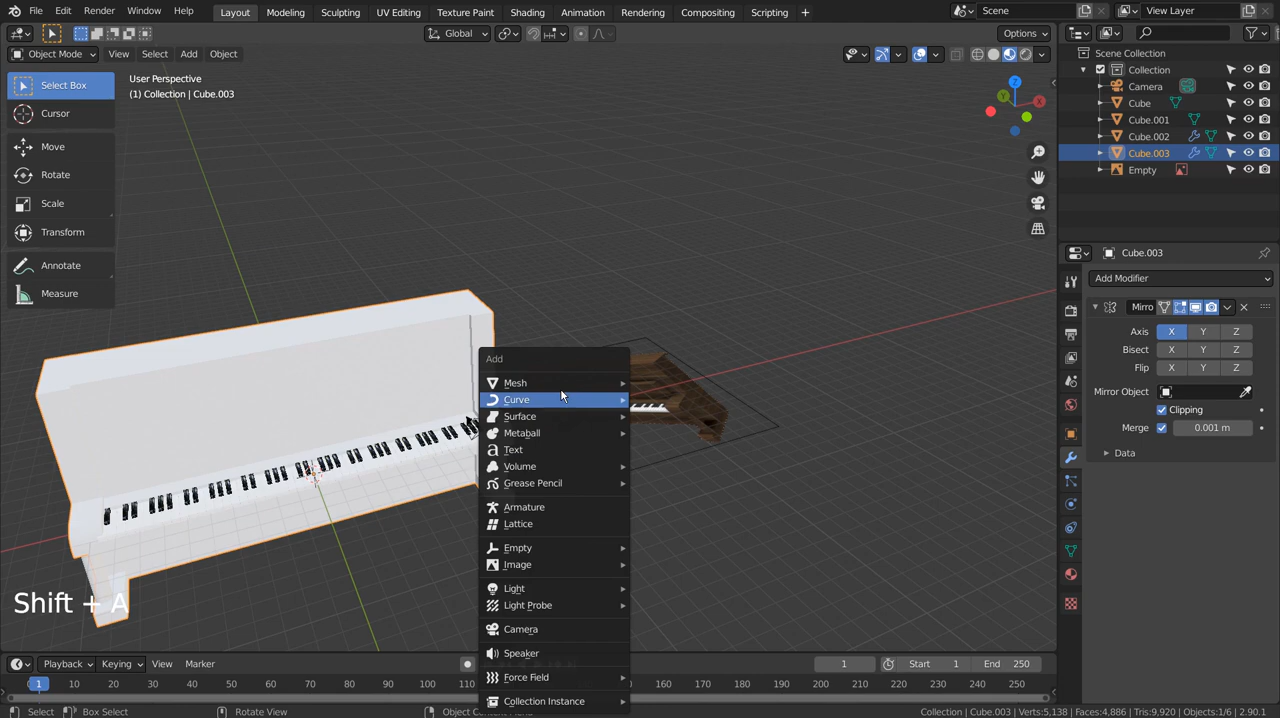 File Edit Render Window Help Layout Modeling Sculpting UV Editing Texture Paint Shading Animation Rendering Compositing Scripting + Scene View Layer
Global Options
Object Mode View Select Add Object
Select Box
Cursor
Move
Rotate
Scale
Transform
Annotate
Measure
User Perspective
(1) Collection | Cube.003
X
Y
Z
Add
Mesh
Curve
Surface
Metaball
Text
Volume
Grease Pencil
Armature
Lattice
Empty
Image
Light
Light Probe
Camera
Speaker
Force Field
Collection Instance
Shift + A
Scene Collection
Collection
Camera
Cube
Cube.001
Cube.002
Cube.003
Empty
Cube.003
Add Modifier
Mirro
Axis X Y Z
Bisect X Y Z
Flip X Y Z
Mirror Object
Clipping
Merge 0.001 m
Data
Playback Keying View Marker 1 Start 1 End 250
1 10 20 30 40 50 60 70 80 90 100 110 160 170 180 190 200 210 220 230 240 250
Select Box Select Rotate View Object Collection | Cube.003 | Verts:5,138 | Faces:4,886 | Tris:9,920 | Objects:1/6 | 2.90.1